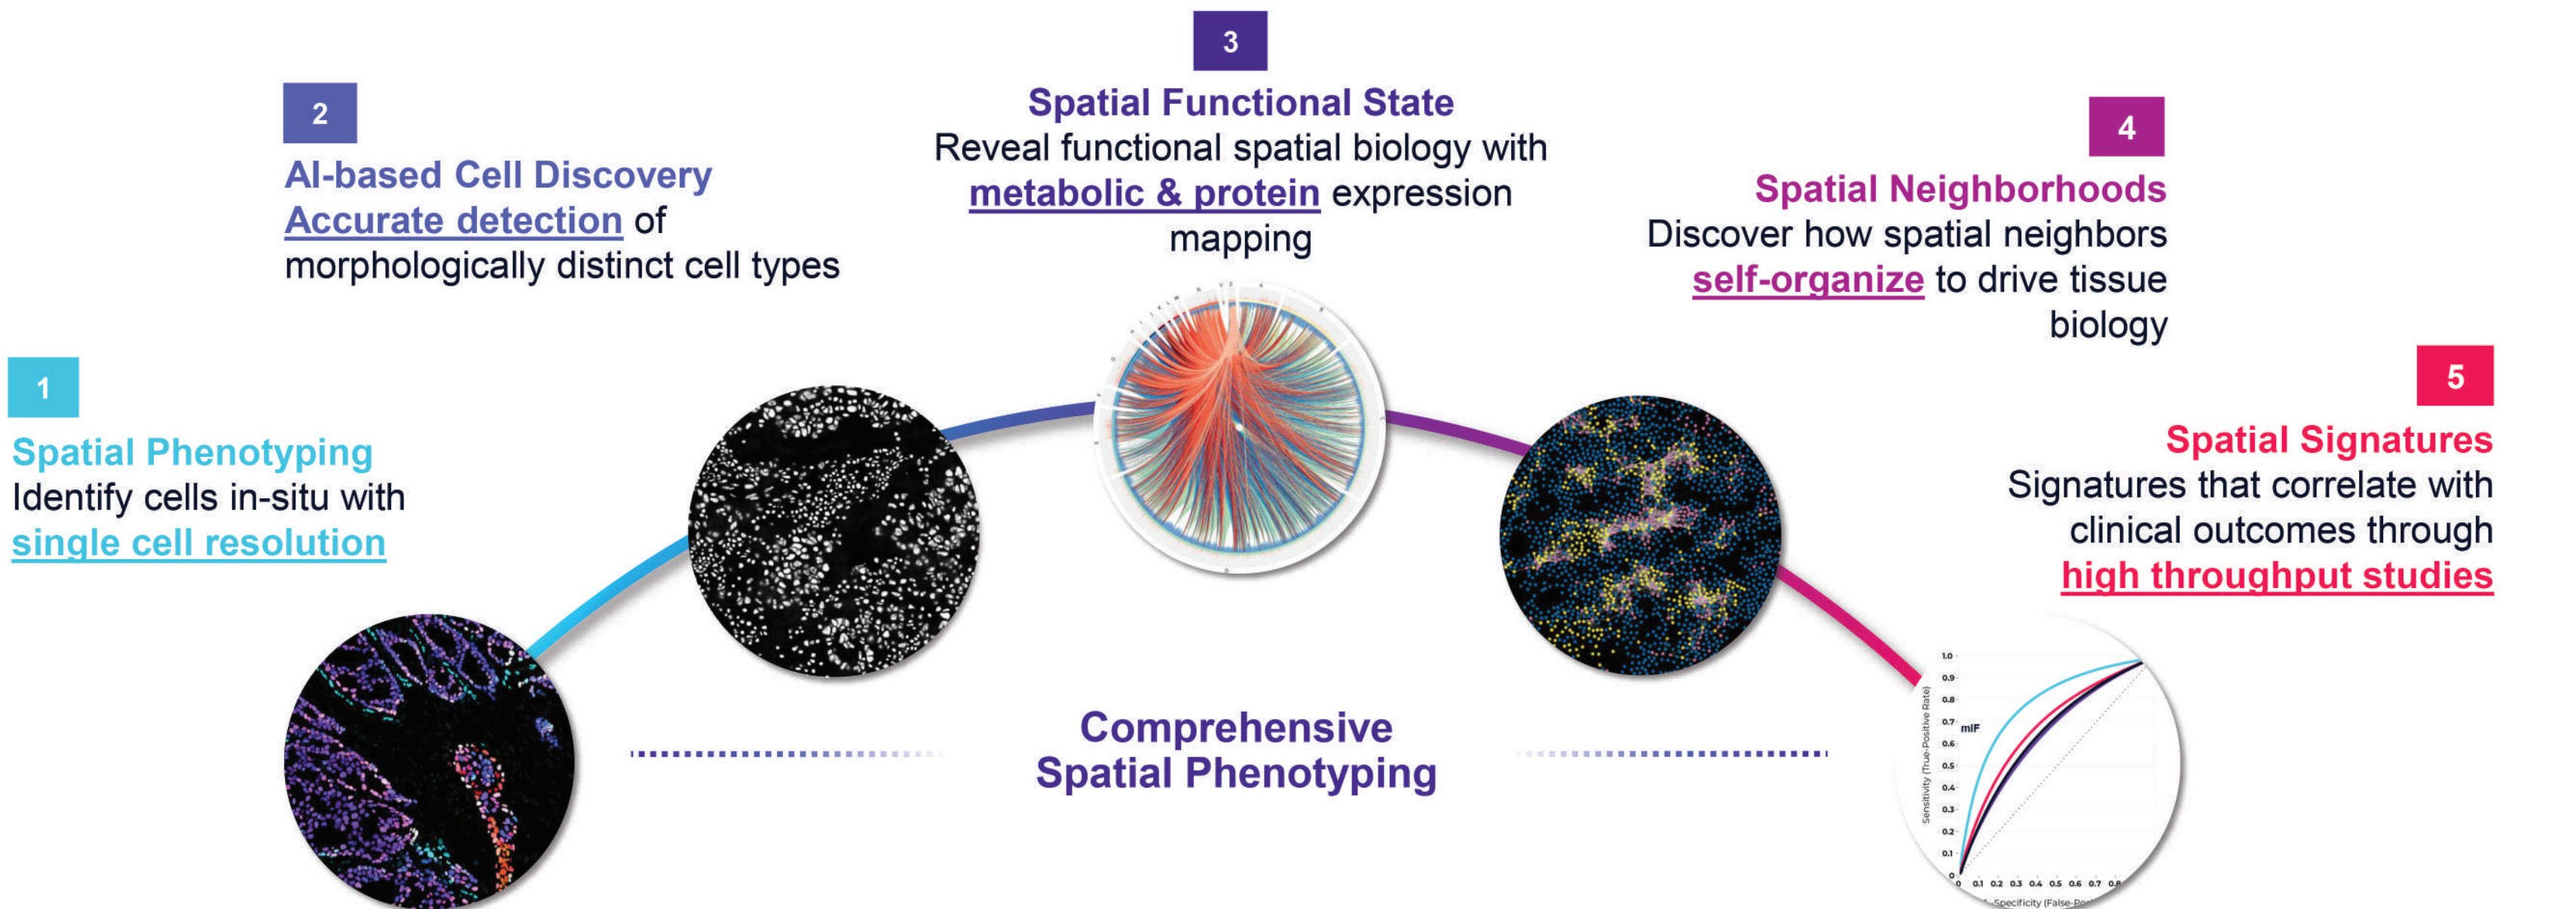 1
Spatial Phenotyping
Identify cells in-situ with
single cell resolution
2
AI-based Cell Discovery
Accurate detection of
morphologically distinct cell types
3
Spatial Functional State
Reveal functional spatial biology with
metabolic & protein expression
mapping
4
Spatial Neighborhoods
Discover how spatial neighbors
self-organize to drive tissue
biology
5
Spatial Signatures
Signatures that correlate with
clinical outcomes through
high throughput studies
Comprehensive
Spatial Phenotyping
Sensitivity (True-Positive Rate)
1.0
0.9
0.8
0.7
0.6
0.5
0.4
0.3
0.2
0.1
0
mIF
0 0.1 0.2 0.3 0.4 0.5 0.6 0.7
Specificity